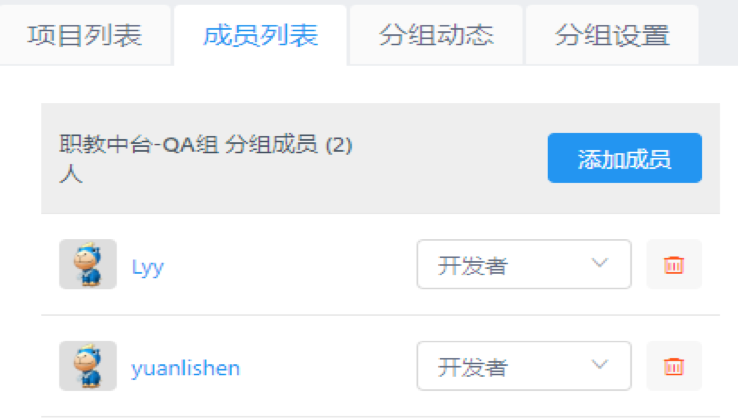 项目列表 成员列表 分组动态 分组设置
职教中台-QA组 分组成员 (2)
人
添加成员
Lyy 开发者
yuanlishen 开发者